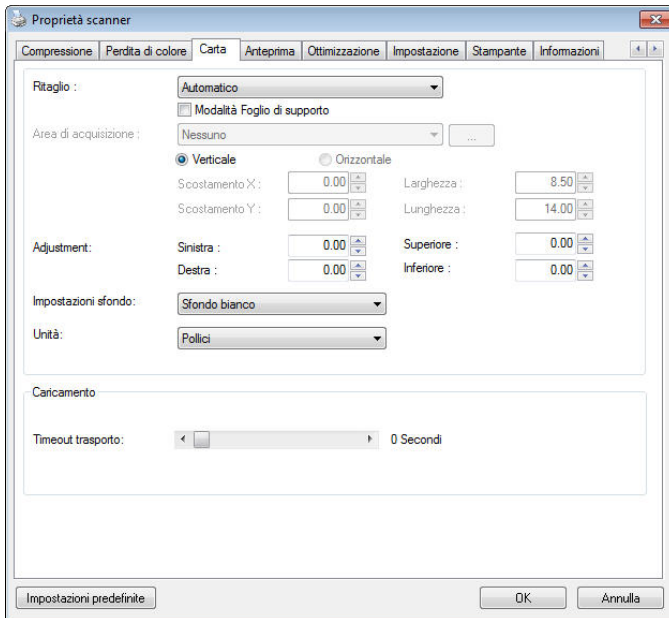 Proprietà scanner
Compressione Perdita di colore Carta Anteprima Ottimizzazione Impostazione Stampante Informazioni
Ritaglio : Automatico
Modalità Foglio di supporto
Area di acquisizione : Nessuno ...
Verticale Orizzontale
Scostamento X : 0.00 Larghezza : 8.50
Scostamento Y : 0.00 Lunghezza : 14.00
Adjustment: Sinistra : 0.00 Superiore : 0.00
Destra : 0.00 Inferiore : 0.00
Impostazioni sfondo: Sfondo bianco
Unità: Pollici
Caricamento
Timeout trasporto: 0 Secondi
Impostazioni predefinite OK Annulla